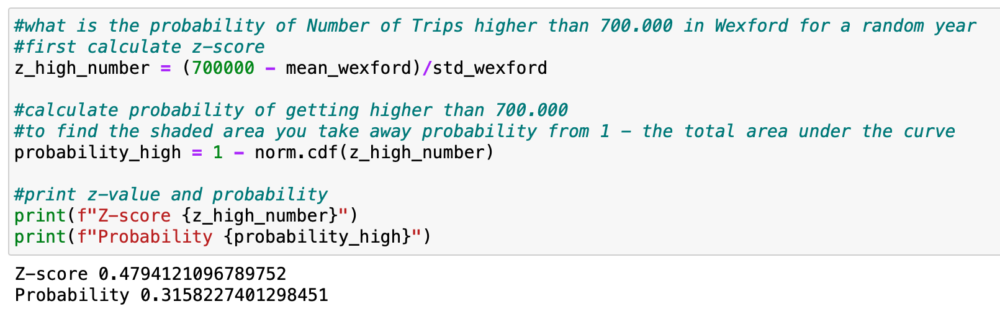 #what is the probability of Number of Trips higher than 700.000 in Wexford for a random year
#first calculate z-score
z_high_number = (700000 - mean_wexford)/std_wexford
#calculate probability of getting higher than 700.000
#to find the shaded area you take away probability from 1 - the total area under the curve
probability_high = 1 - norm.cdf(z_high_number)
#print z-value and probability
print(f"Z-score {z_high_number}")
print(f"Probability {probability_high}")
Z-score 0.4794121096789752
Probability 0.3158227401298451